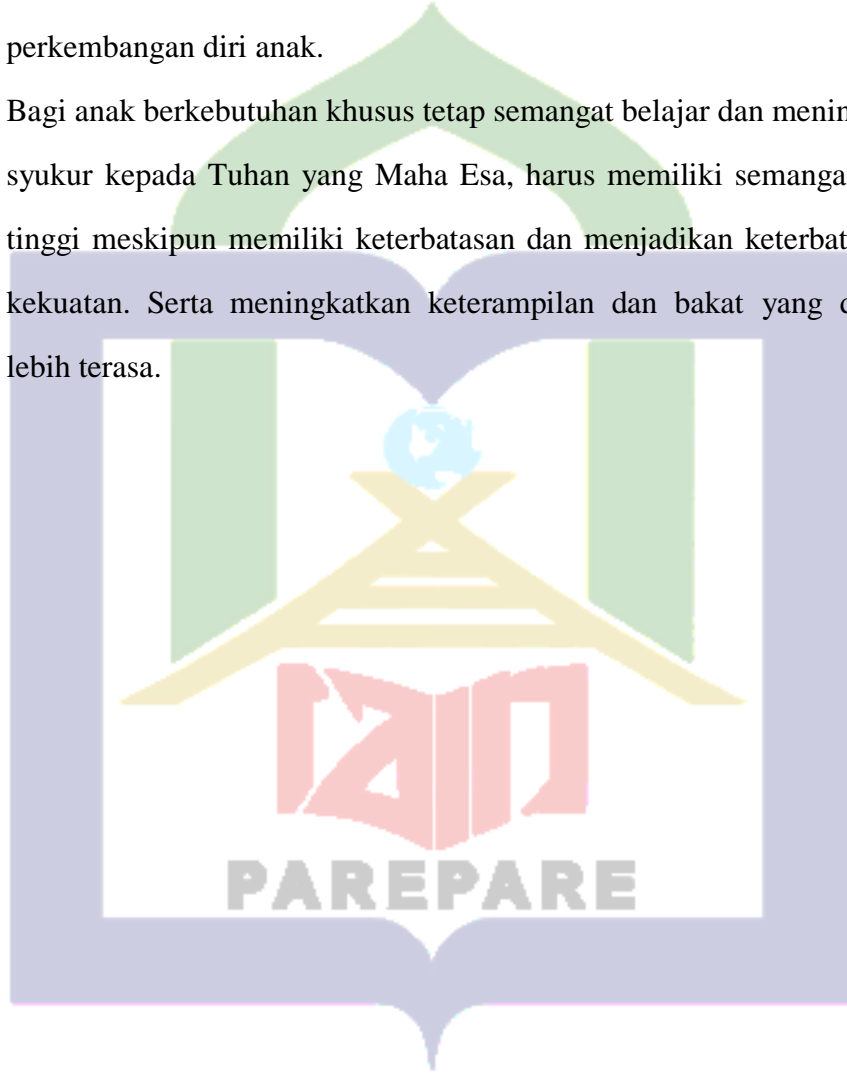 perkembangan diri anak.
Bagi anak berkebutuhan khusus tetap semangat belajar dan
syukur kepada Tuhan yang Maha Esa, harus memiliki
tinggi meskipun memiliki keterbatasan dan menjadikan
kekuatan. Serta meningkatkan keterampilan dan bakat yang
lebih terasa.
iain
PAREPARE